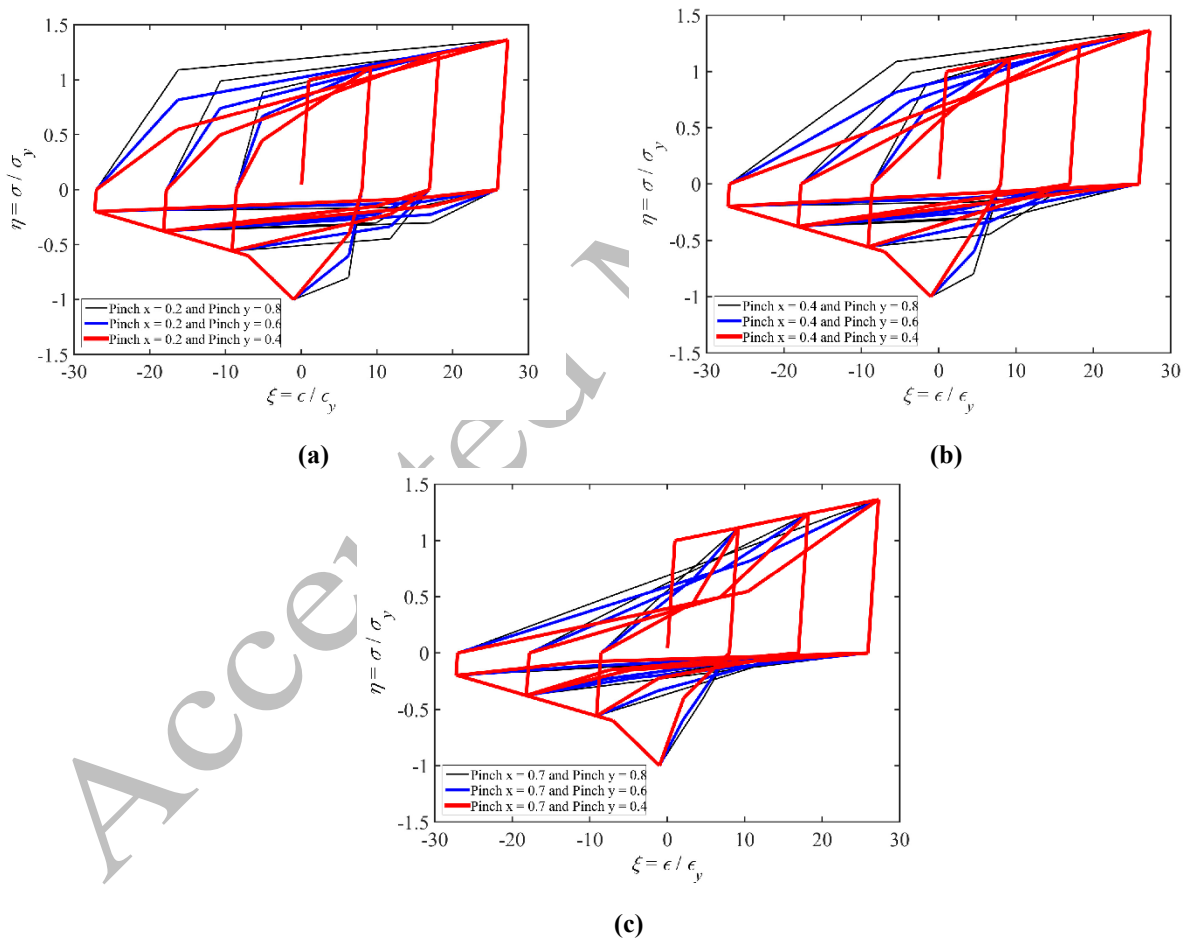 1.5
1
0.5
0
-0.5
-1
-1.5
η = σ / σy
Pinch x = 0.2 and Pinch y = 0.8
Pinch x = 0.2 and Pinch y = 0.6
Pinch x = 0.2 and Pinch y = 0.4
-30 -20 -10 0 10 20 30
ξ = c / cy
(a)
1.5
1
0.5
0
-0.5
-1
-1.5
η = σ / σy
Pinch x = 0.4 and Pinch y = 0.8
Pinch x = 0.4 and Pinch y = 0.6
Pinch x = 0.4 and Pinch y = 0.4
-30 -20 -10 0 10 20 30
ξ = ϵ / ϵy
(b)
1.5
1
0.5
0
-0.5
-1
-1.5
η = σ / σy
Pinch x = 0.7 and Pinch y = 0.8
Pinch x = 0.7 and Pinch y = 0.6
Pinch x = 0.7 and Pinch y = 0.4
-30 -20 -10 0 10 20 30
ξ = ϵ / ϵy
(c)